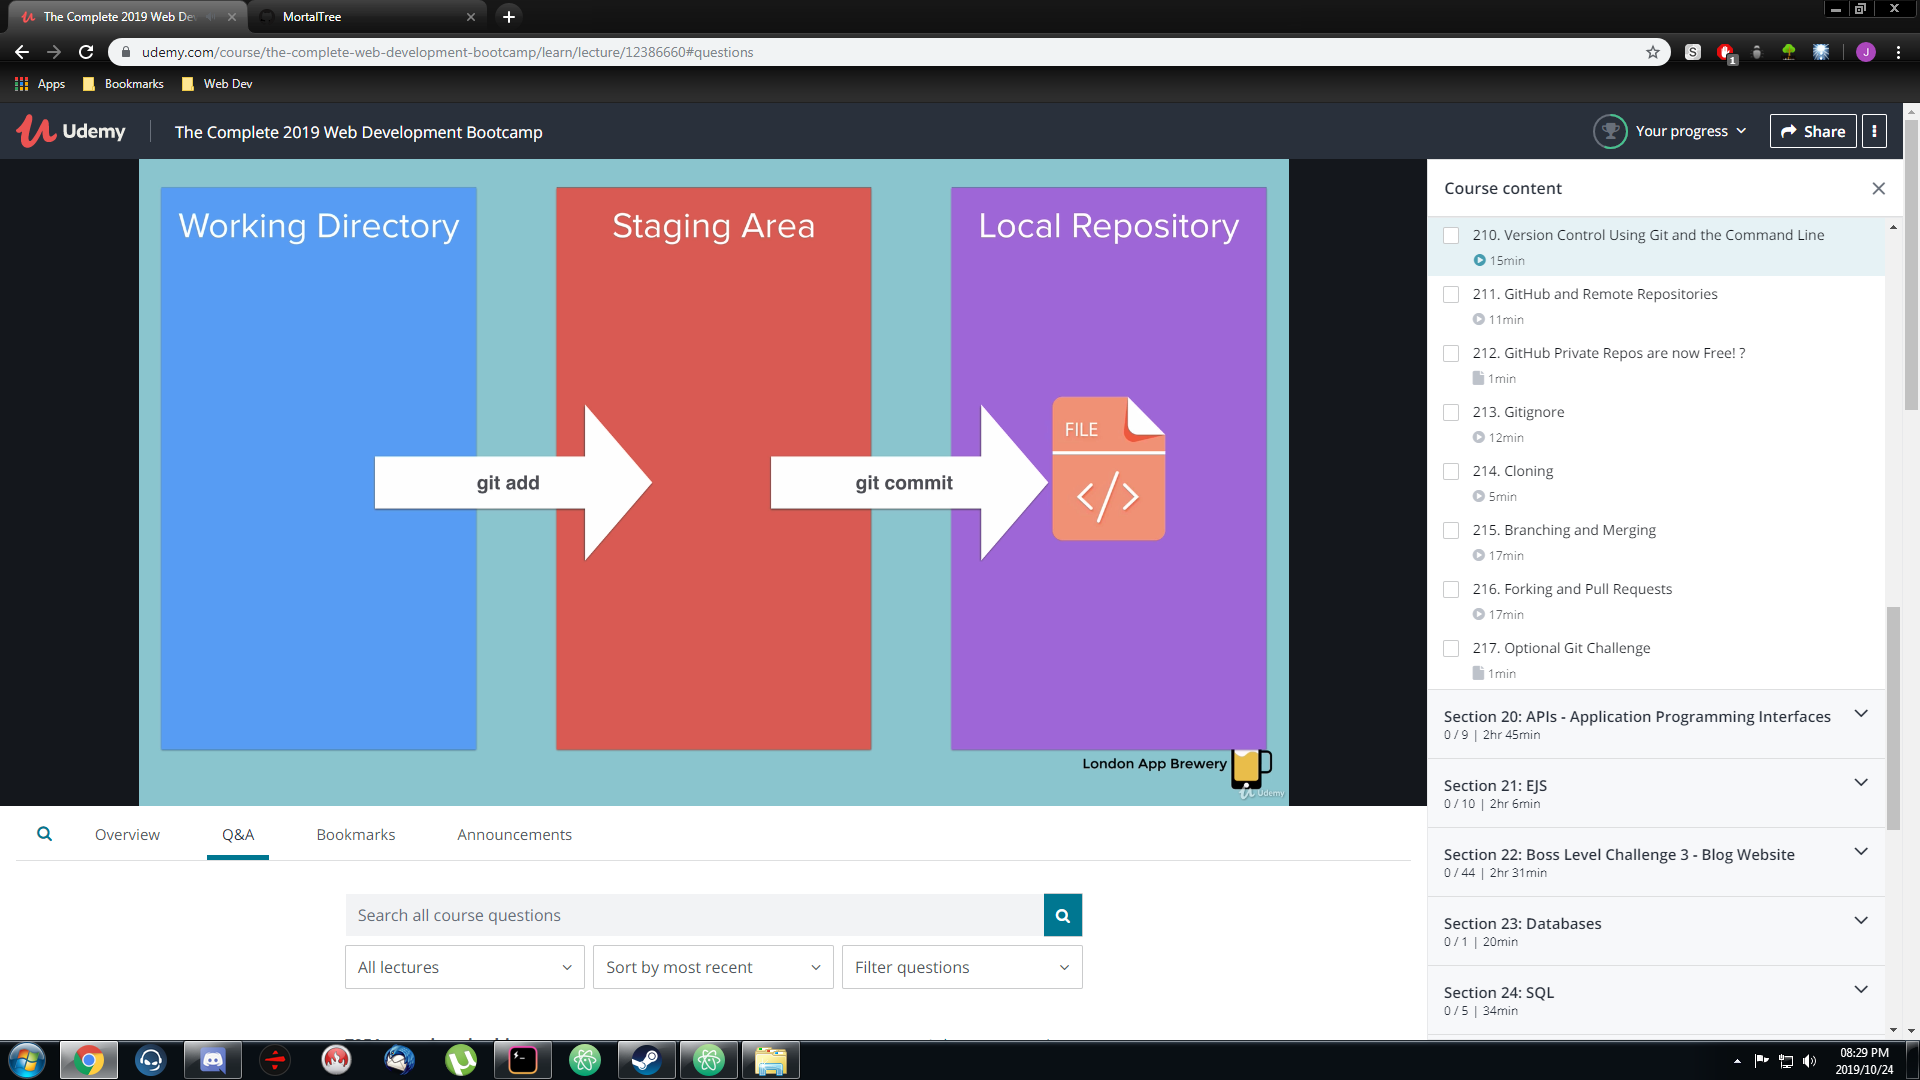 The Complete 2019 Web De
MortalTree
udemy.com/course/the-complete-web-development-bootcamp/learn/lecture/12386660#questions
S
1
J
Apps
Bookmarks
Web Dev
Udemy
The Complete 2019 Web Development Bootcamp
Your progress
Share
Working Directory
Staging Area
Local Repository
git add
git commit
FILE
</>
London App Brewery
Udemy
Course content
210. Version Control Using Git and the Command Line
15min
211. GitHub and Remote Repositories
11min
212. GitHub Private Repos are now Free! ?
1min
213. Gitignore
12min
214. Cloning
5min
215. Branching and Merging
17min
216. Forking and Pull Requests
17min
217. Optional Git Challenge
1min
Section 20: APIs - Application Programming Interfaces
0 / 9 | 2hr 45min
Section 21: EJS
0 / 10 | 2hr 6min
Section 22: Boss Level Challenge 3 - Blog Website
0 / 44 | 2hr 31min
Section 23: Databases
0 / 1 | 20min
Section 24: SQL
0 / 5 | 34min
Overview
Q&A
Bookmarks
Announcements
Search all course questions
All lectures
Sort by most recent
Filter questions
08:29 PM
2019/10/24